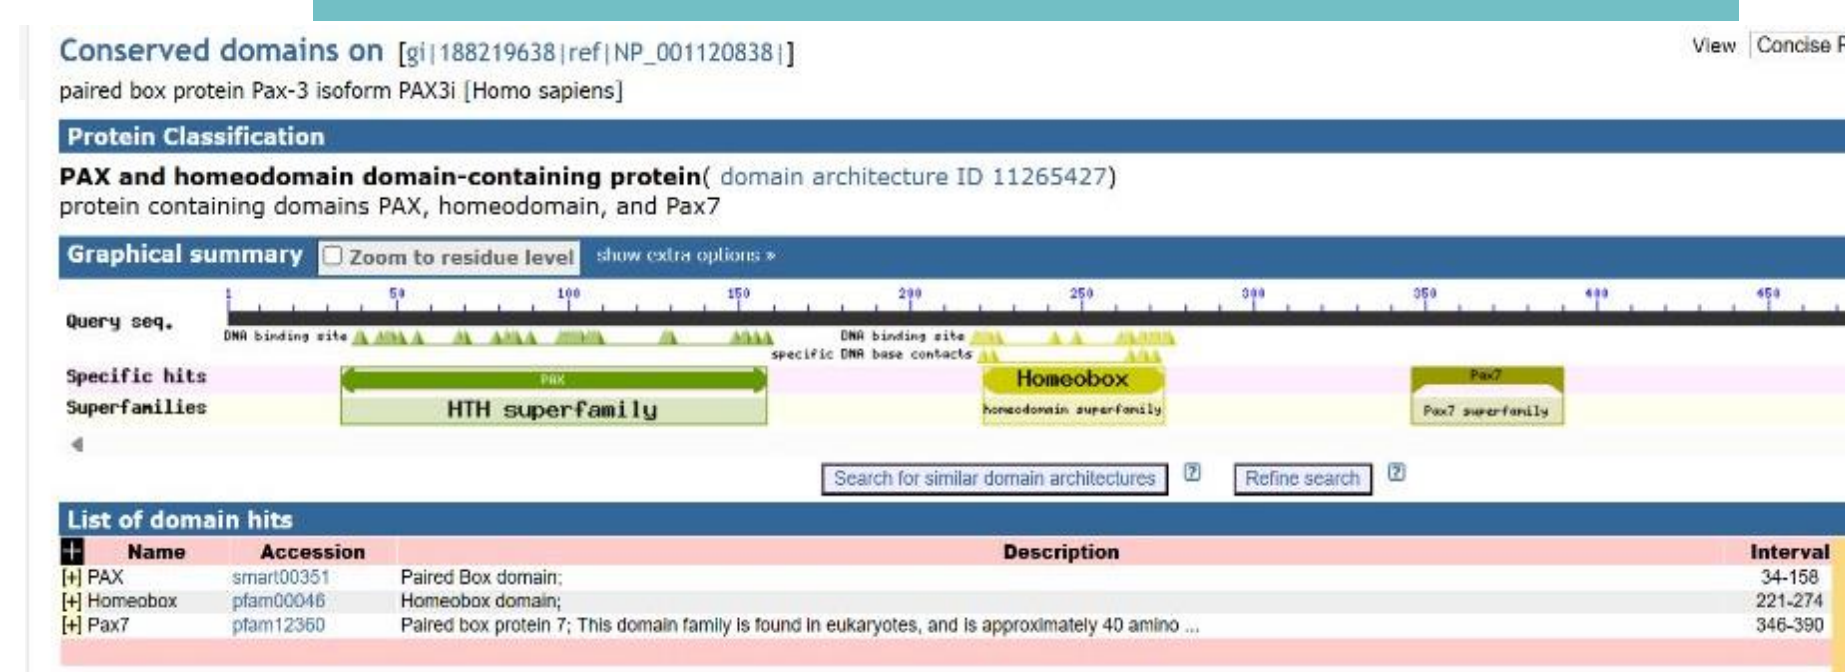 Conserved domains on [gi|188219638|ref|NP_001120838|]
View Concise R
paired box protein Pax-3 isoform PAX3i [Homo sapiens]
Protein Classification
PAX and homeodomain domain-containing protein( domain architecture ID 11265427)
protein containing domains PAX, homeodomain, and Pax7
Graphical summary Zoom to residue level show extra options »
1 50 100 150 200 250 300 350 400 450
Query seq.
DNA binding site DNA binding site
specific DNA base contacts
Specific hits PAX Homeobox Pax7
Superfamilies HTH superfamily homeodomain superfamily Pax7 superfamily
Search for similar domain architectures ? Refine search ?
List of domain hits
+ Name Accession Description Interval
[+] PAX smart00351 Paired Box domain; 34-158
[+] Homeobox pfam00046 Homeobox domain; 221-274
[+] Pax7 pfam12360 Paired box protein 7; This domain family is found in eukaryotes, and is approximately 40 amino ... 346-390